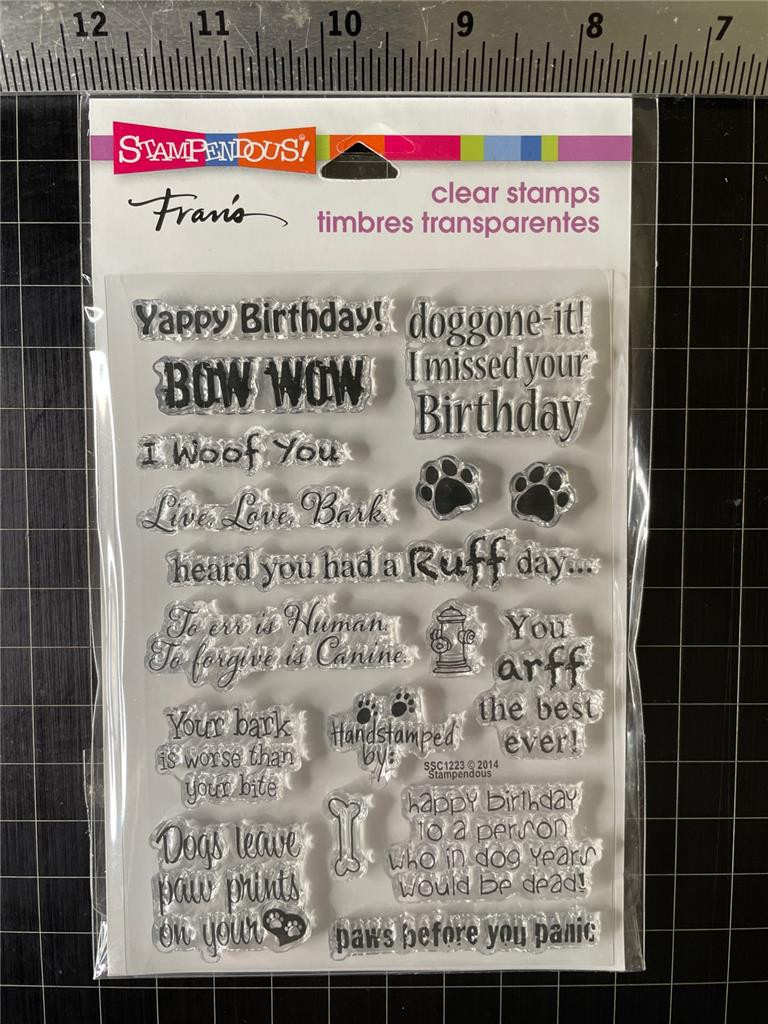 12 11 10 9 8 7
STAMPENDOUS!
Fran's
clear stamps
timbres transparentes
Yappy Birthday!
BOW WOW
I Woof You
doggone-it!
I missed your
Birthday
Live, Love, Bark.
heard you had a Ruff day...
To err is Human.
To forgive is Canine.
You
arff
the best
ever!
Your bark
is worse than
your bite
Handstamped
by:
SSC1223 © 2014
Stampendous
Dogs leave
paw prints
on your
happy birthday
to a person
who in dog years
would be dead!
paws before you panic